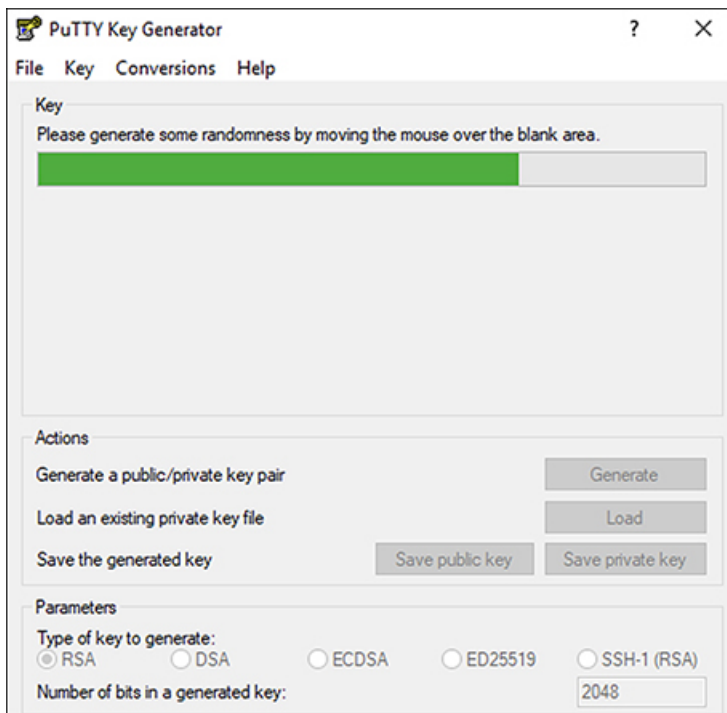 PuTTY Key Generator
?
File Key Conversions Help
Key
Please generate some randomness by moving the mouse over the blank area.
Actions
Generate a public/private key pair Generate
Load an existing private key file Load
Save the generated key Save public key Save private key
Parameters
Type of key to generate:
RSA DSA ECDSA ED25519 SSH-1 (RSA)
Number of bits in a generated key: 2048